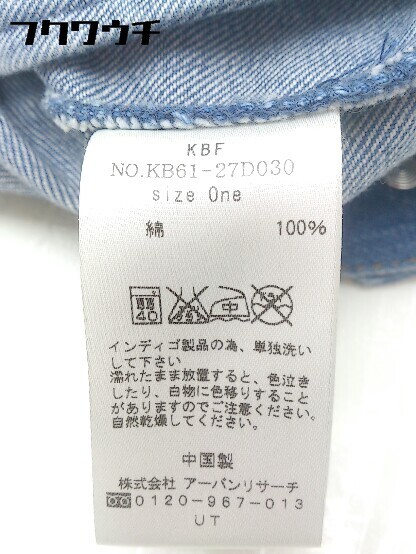 フクウウチ
KBF
NO.KB61-27D030
size One
綿 100%
40 中
インディゴ製品の為、単独洗い
して下さい
濡れたまま放置すると、色泣き
したり、白物に色移りする事
がありますのでご注意ください。
自然乾燥してください。
中国製
株式会社 アーバンリサーチ
0120-967-013
UT